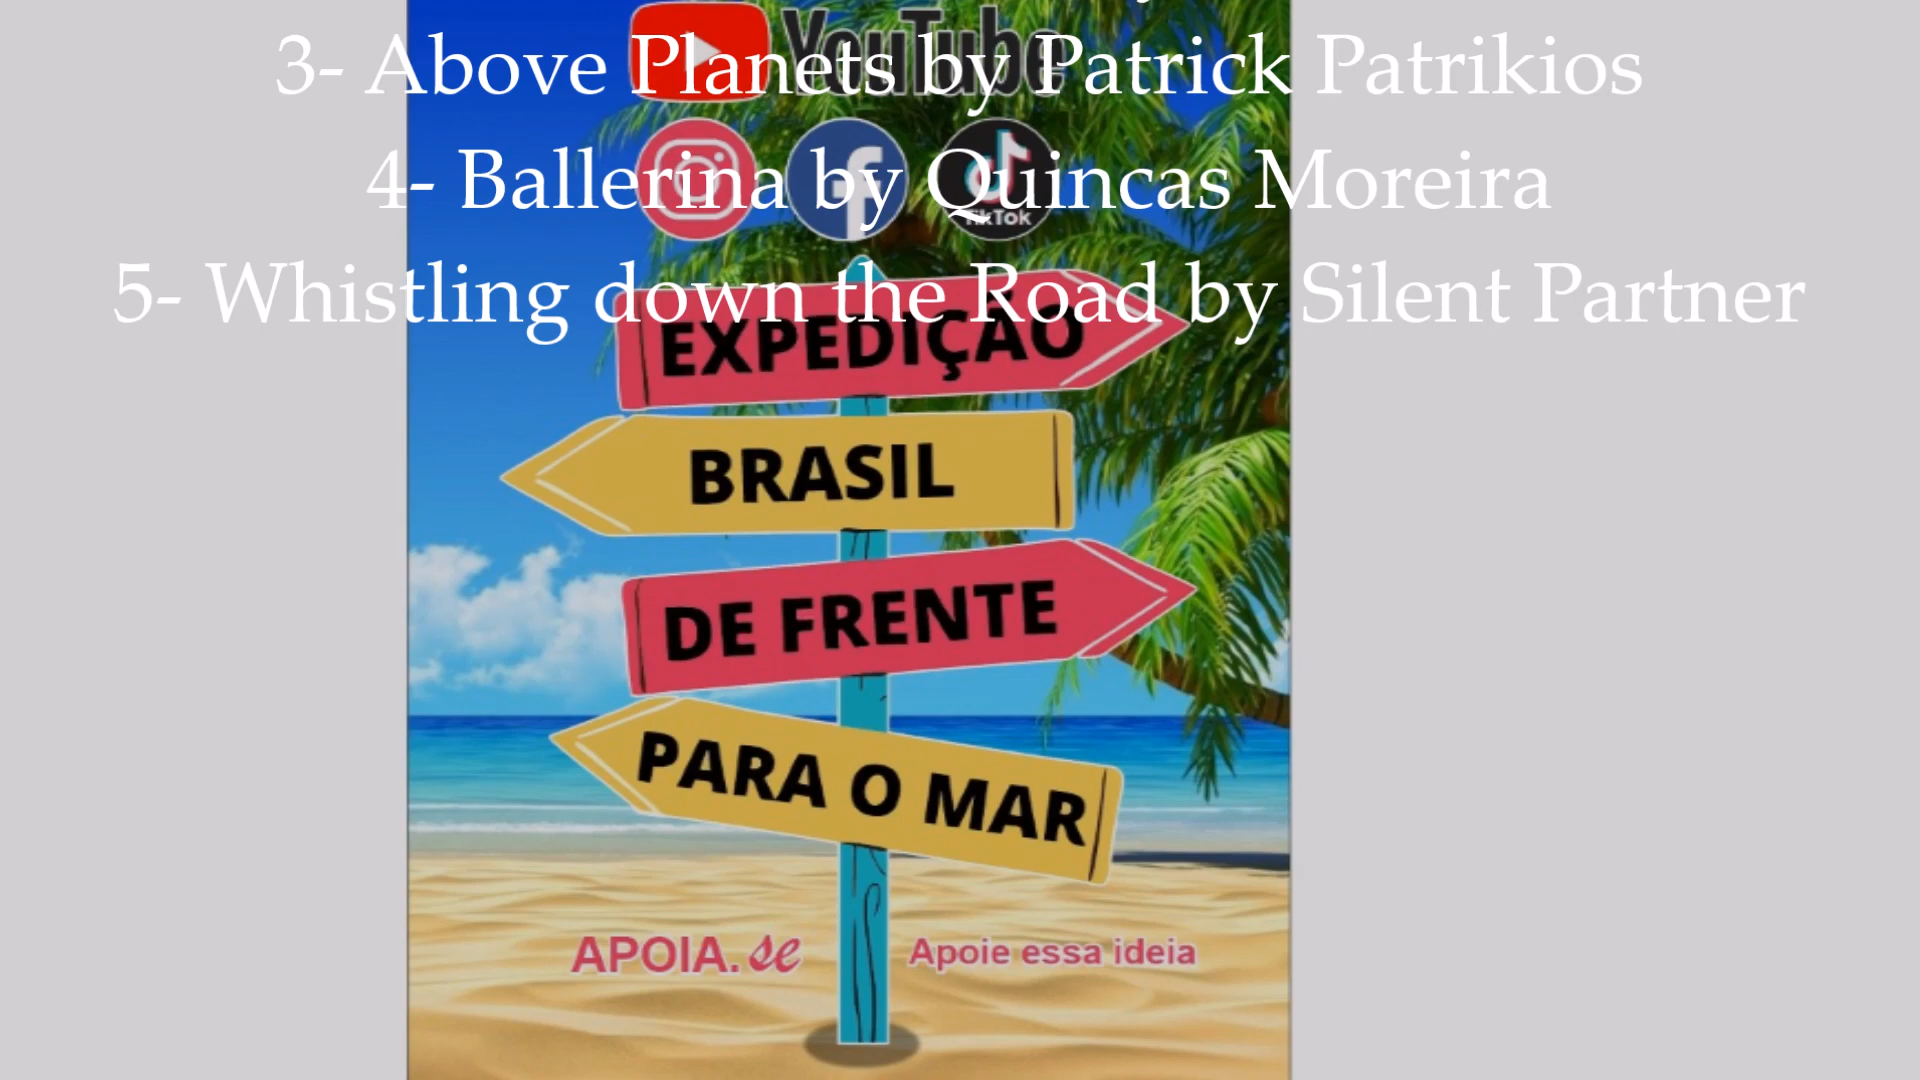 YouTube
3- Above Planets by Patrick Patrikios
4- Ballerina by Quincas Moreira
TikTok
5- Whistling down the Road by Silent Partner
EXPEDIÇÃO
BRASIL
DE FRENTE
PARA O MAR
APOIA.se Apoie essa ideia